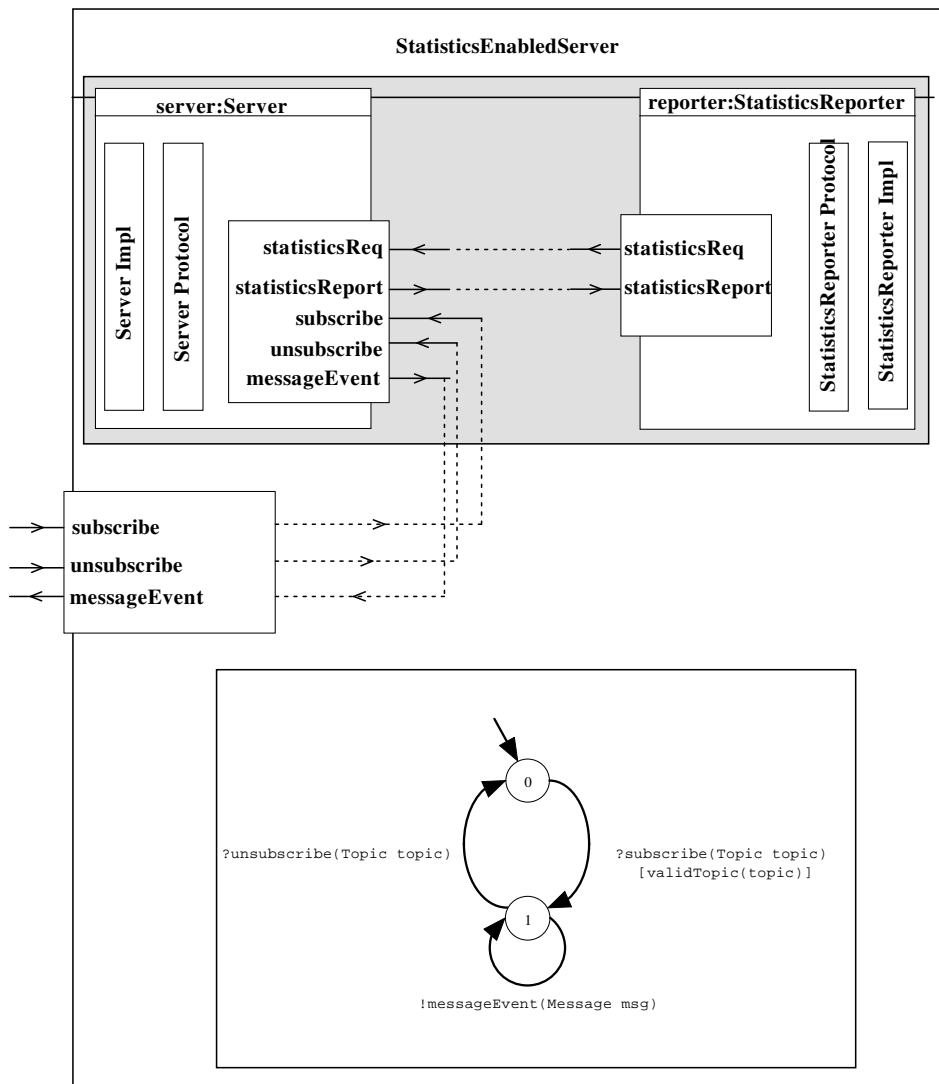 StatisticsEnabledServer
server:Server
reporter:StatisticsReporter
Server Impl
Server Protocol
statisticsReq
statisticsReport
subscribe
unsubscribe
messageEvent
statisticsReq
statisticsReport
StatisticsReporter Protocol
StatisticsReporter Impl
subscribe
unsubscribe
messageEvent
0
?unsubscribe(Topic topic)
?subscribe(Topic topic)
[validTopic(topic)]
1
!messageEvent(Message msg)